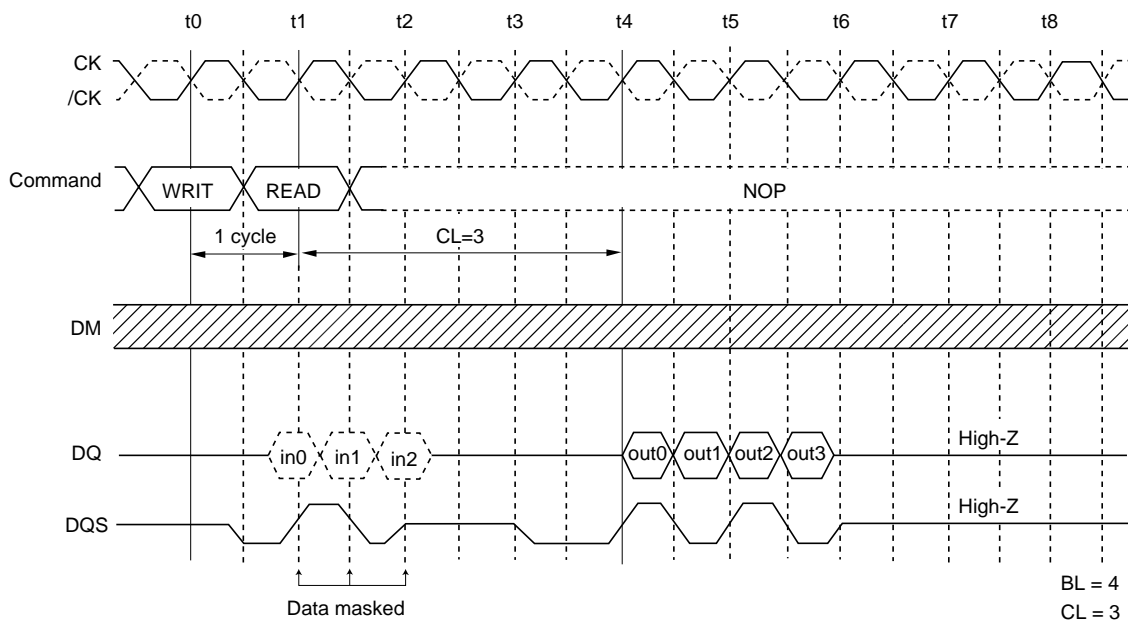 t0 t1 t2 t3 t4 t5 t6 t7 t8
CK
/CK
Command WRIT READ NOP
1 cycle CL=3
DM
DQ in0 in1 in2 out0 out1 out2 out3 High-Z
DQS High-Z
Data masked
BL = 4
CL = 3